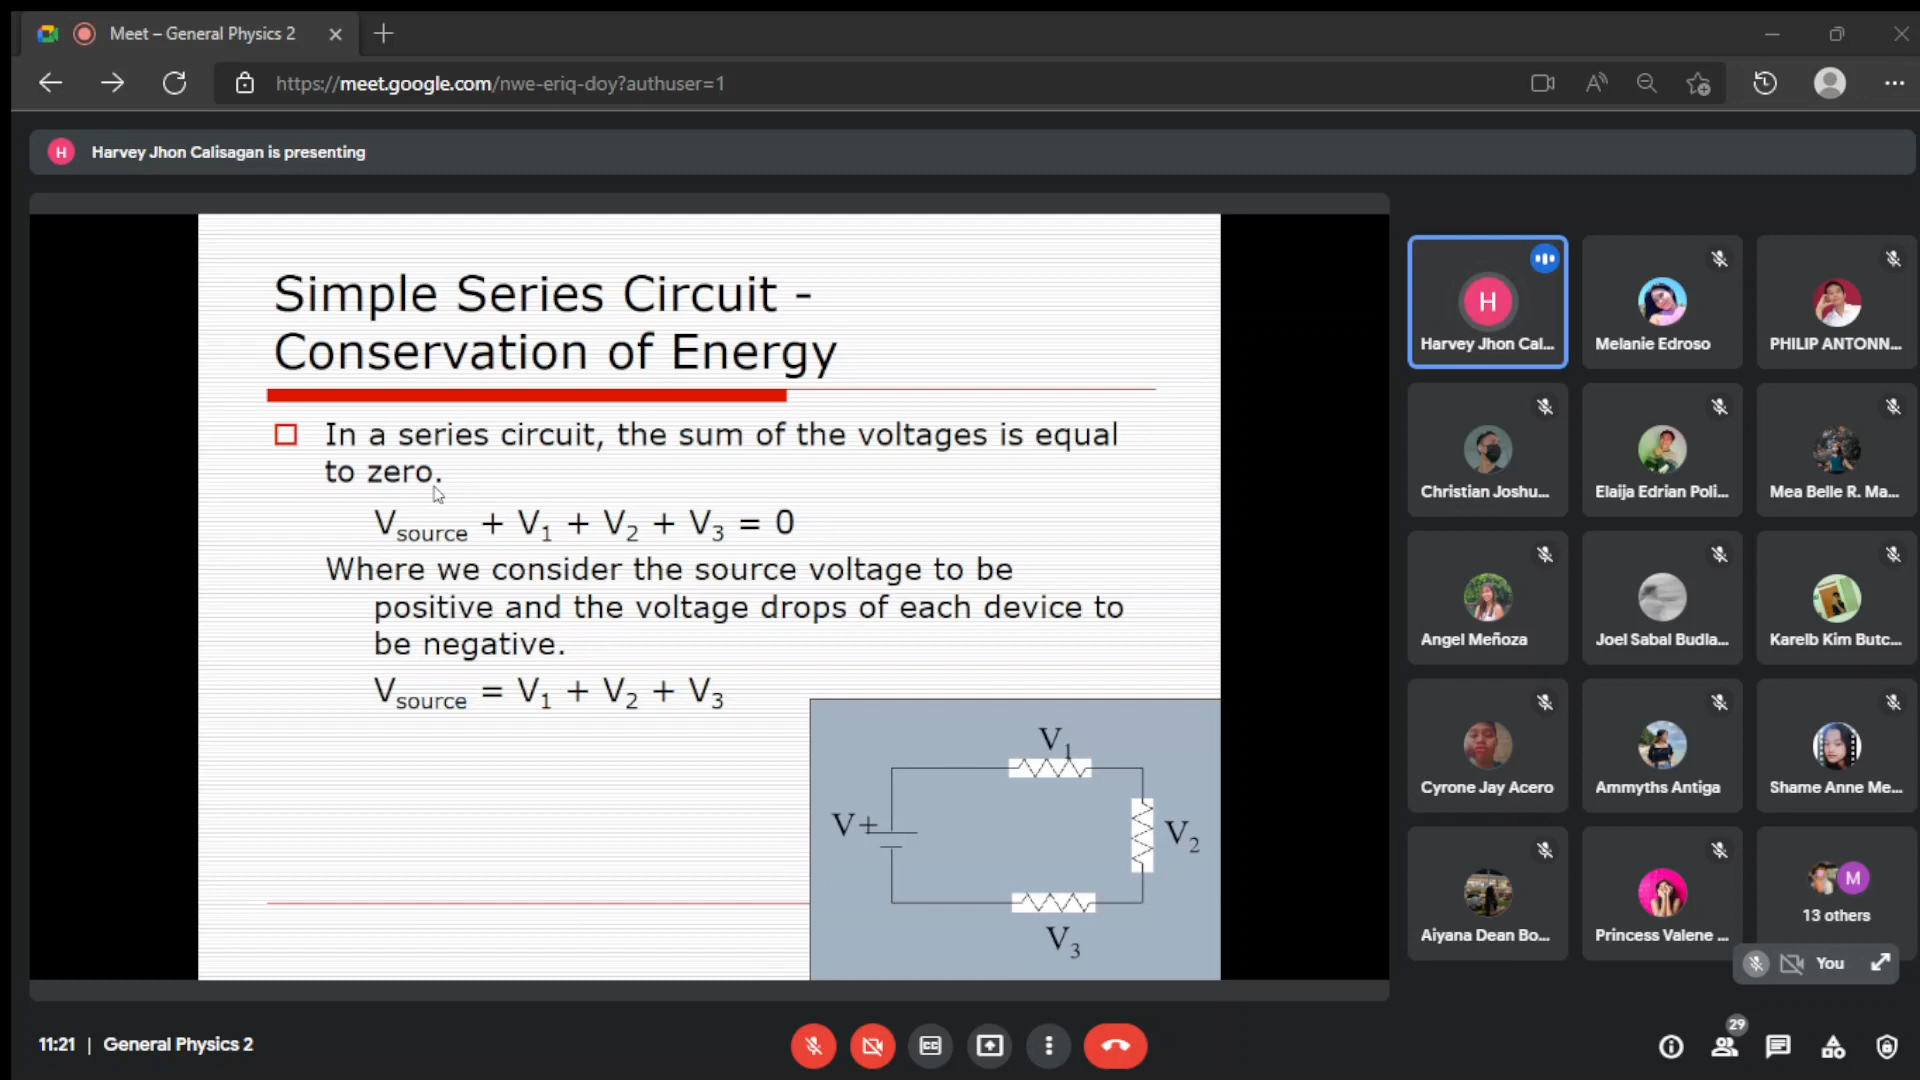 Meet – General Physics 2
https://meet.google.com/nwe-eriq-doy?authuser=1
H
Harvey Jhon Calisagan is presenting
Simple Series Circuit -
Conservation of Energy
In a series circuit, the sum of the voltages is equal
to zero.
Vsource + V1 + V2 + V3 = 0
Where we consider the source voltage to be
positive and the voltage drops of each device to
be negative.
Vsource = V1 + V2 + V3
V1
V+
V2
V3
H
Harvey Jhon Cal...
Melanie Edroso
PHILIP ANTONN...
Christian Joshu...
Elaija Edrian Poli...
Mea Belle R. Ma...
Angel Meñoza
Joel Sabal Budla...
Karelb Kim Butc...
Cyrone Jay Acero
Ammyths Antiga
Shame Anne Me...
Aiyana Dean Bo...
Princess Valene ...
M
13 others
You
11:21 | General Physics 2
CC
29